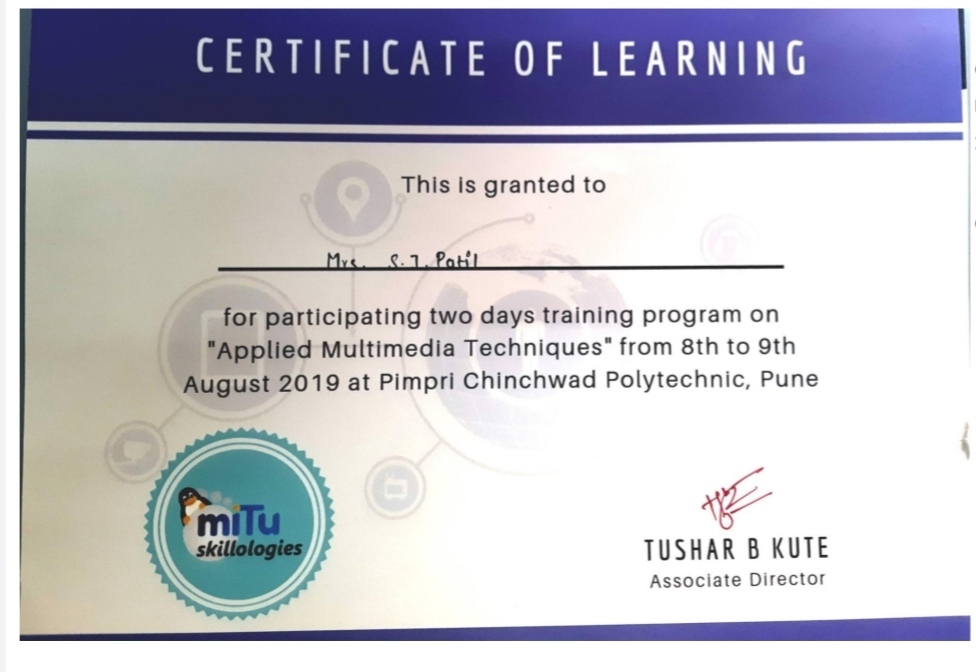 CERTIFICATE OF LEARNING
This is granted to
Mrs. S. J. Patil
for participating two days training program on
"Applied Multimedia Techniques" from 8th to 9th
August 2019 at Pimpri Chinchwad Polytechnic, Pune
miTu
skillologies
TUSHAR B KUTE
Associate Director